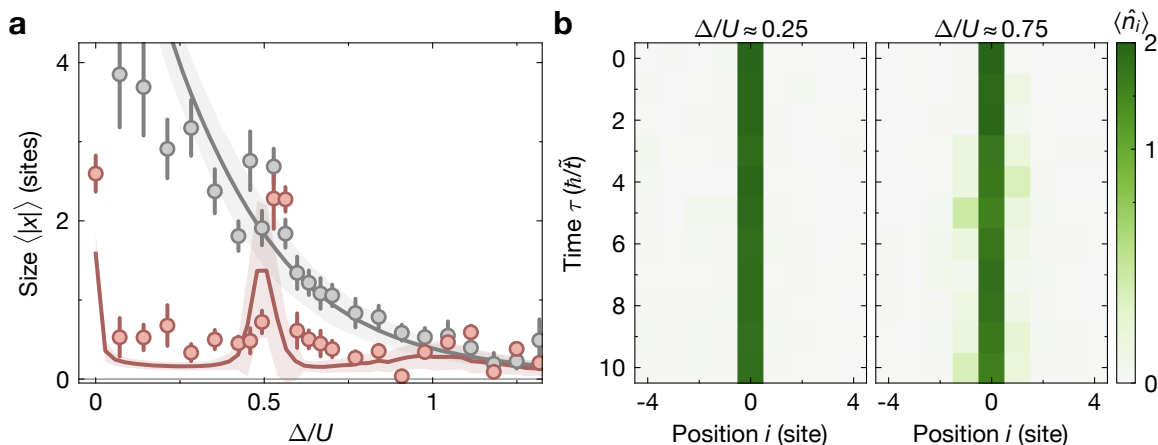 a
Size ⟨|x|⟩ (sites)
4
2
0
0
0.5
1
Δ/U
b
Δ/U ≈ 0.25
Δ/U ≈ 0.75
⟨n̂ᵢ⟩
Time τ (ħ/t̃)
0
2
4
6
8
10
-4
0
4
-4
0
4
Position i (site)
Position i (site)
2
1
0